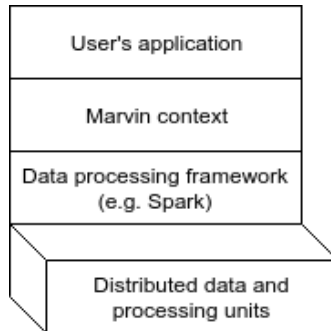 User's application
Marvin context
Data processing framework
(e.g. Spark)
Distributed data and
processing units